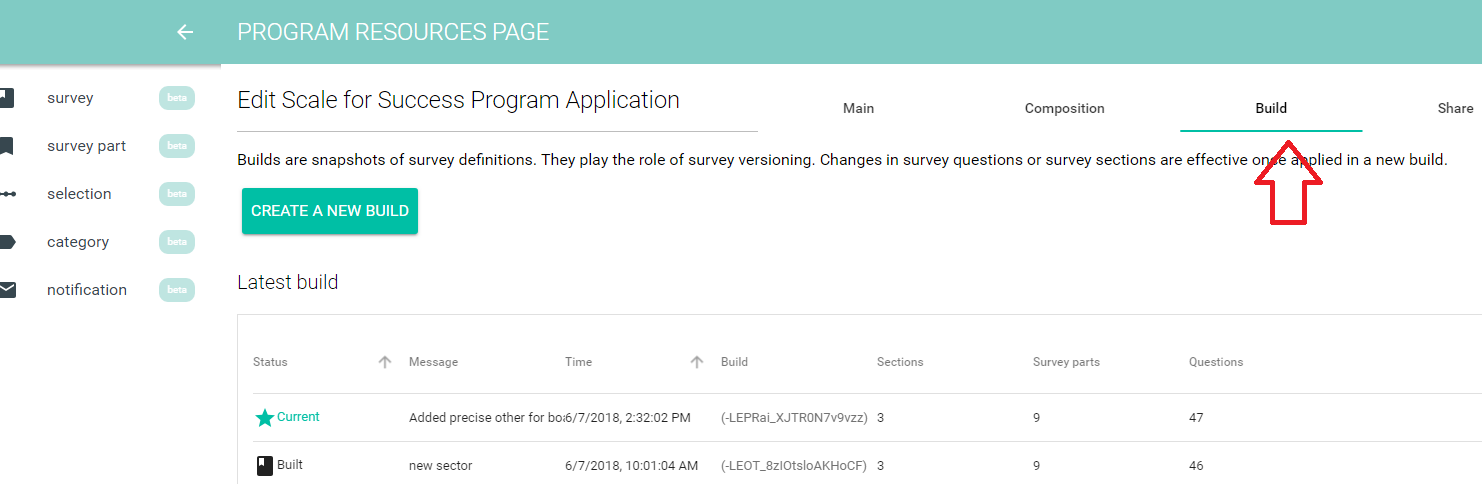 PROGRAM RESOURCES PAGE
survey beta
survey part beta
selection beta
category beta
notification beta
Edit Scale for Success Program Application
Main Composition Build Share
Builds are snapshots of survey definitions. They play the role of survey versioning. Changes in survey questions or survey sections are effective once applied in a new build.
CREATE A NEW BUILD
Latest build
Status Message Time Build Sections Survey parts Questions
Current Added precise other for boa 6/7/2018, 2:32:02 PM (-LEPRai_XJTR0N7v9vzz) 3 9 47
Built new sector 6/7/2018, 10:01:04 AM (-LEOT_8zIOtsloAKHoCF) 3 9 46